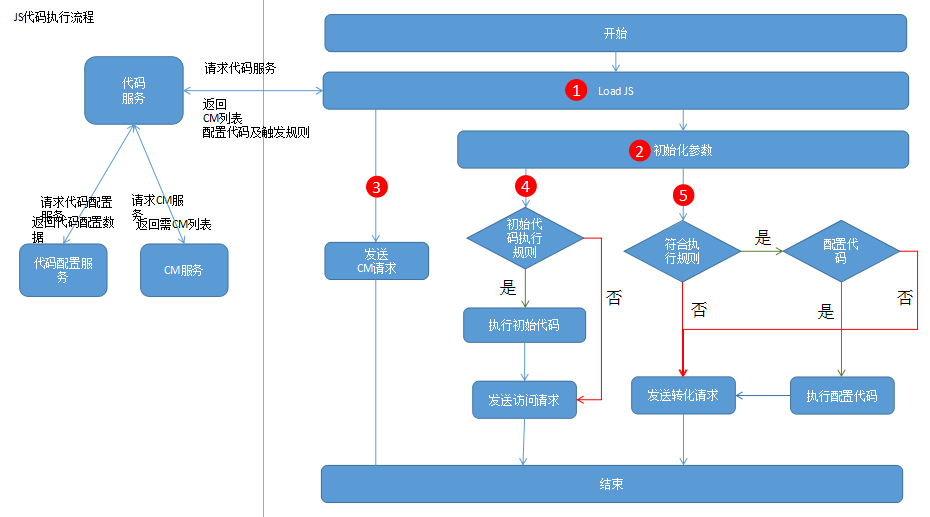 JS代码执行流程
开始
请求代码服务
代码
服务
1
Load JS
返回
CM列表
配置代码及触发规则
2
初始化参数
3
4
5
请求代码配置
服务
返回代码配置数
据
请求CM服
务
返回需CM列表
初始代
码执行
规则
符合执
行规则
是
配置代
码
发送
CM请求
代码配置服
务
CM服务
是
否
否
是
否
执行初始代码
发送访问请求
发送转化请求
执行配置代码
结束